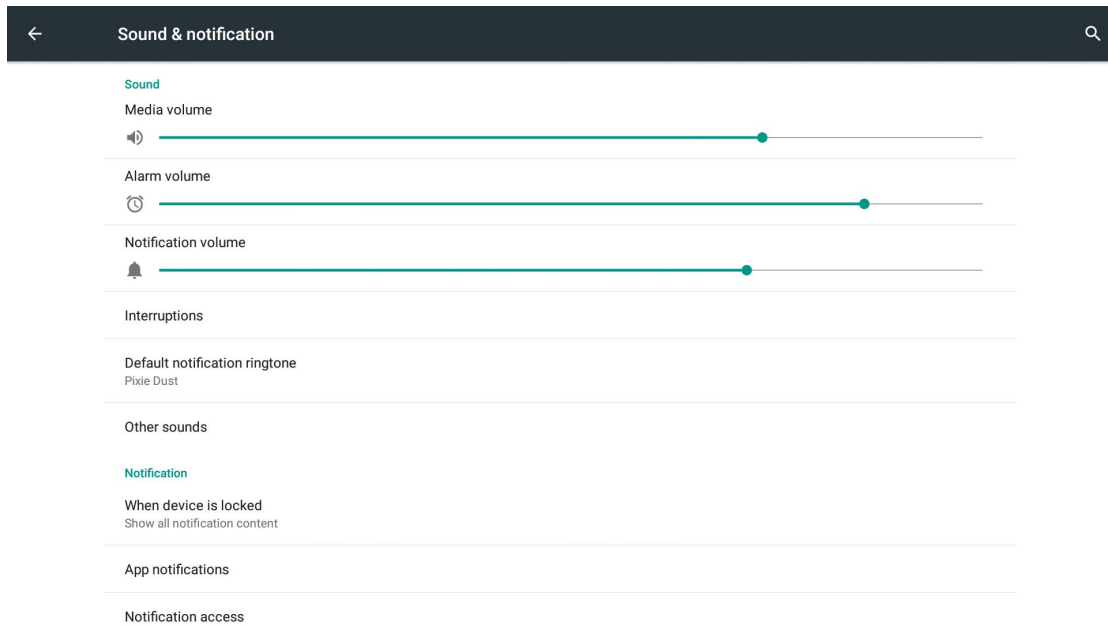 Sound & notification
Sound
Media volume
Alarm volume
Notification volume
Interruptions
Default notification ringtone
Pixie Dust
Other sounds
Notification
When device is locked
Show all notification content
App notifications
Notification access